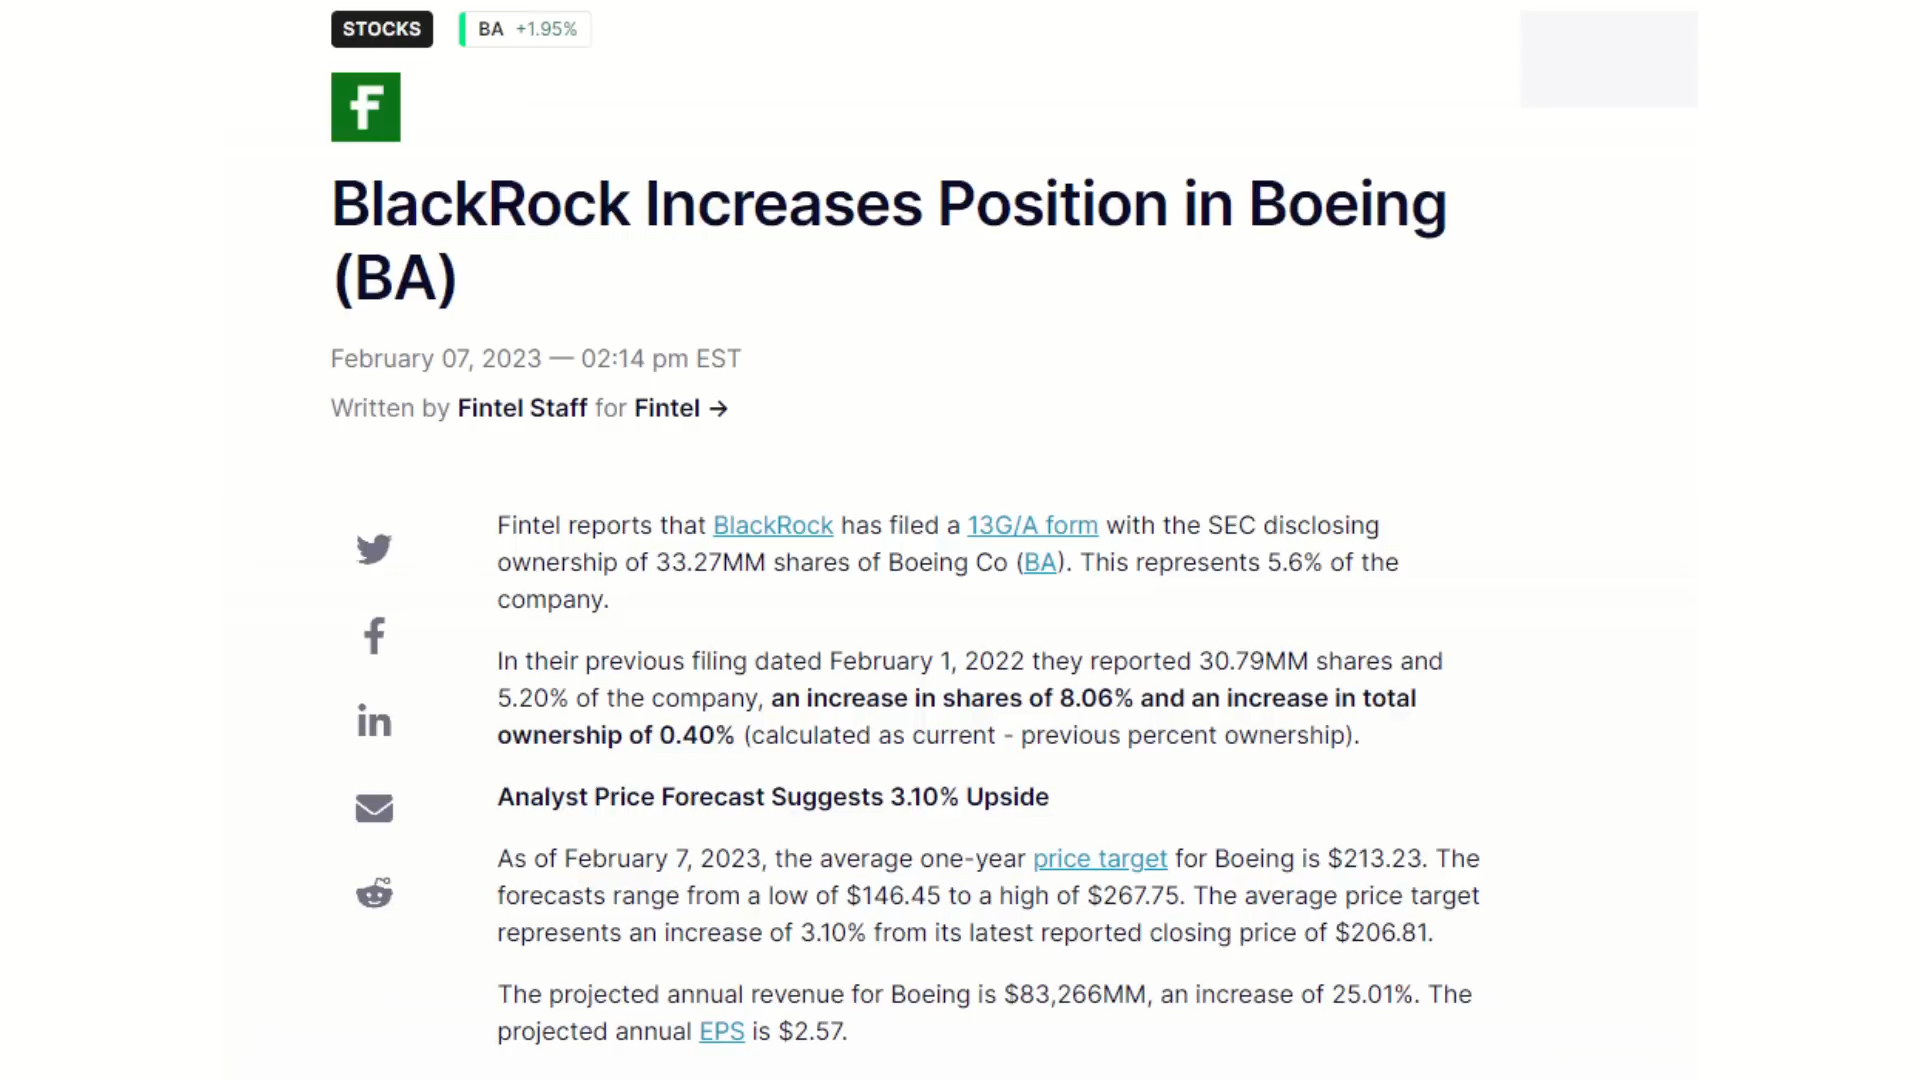 STOCKS BA +1.95%
BlackRock Increases Position in Boeing
(BA)
February 07, 2023 — 02:14 pm EST
Written by Fintel Staff for Fintel →
Fintel reports that BlackRock has filed a 13G/A form with the SEC disclosing
ownership of 33.27MM shares of Boeing Co (BA). This represents 5.6% of the
company.
In their previous filing dated February 1, 2022 they reported 30.79MM shares and
5.20% of the company, an increase in shares of 8.06% and an increase in total
ownership of 0.40% (calculated as current - previous percent ownership).
Analyst Price Forecast Suggests 3.10% Upside
As of February 7, 2023, the average one-year price target for Boeing is $213.23. The
forecasts range from a low of $146.45 to a high of $267.75. The average price target
represents an increase of 3.10% from its latest reported closing price of $206.81.
The projected annual revenue for Boeing is $83,266MM, an increase of 25.01%. The
projected annual EPS is $2.57.